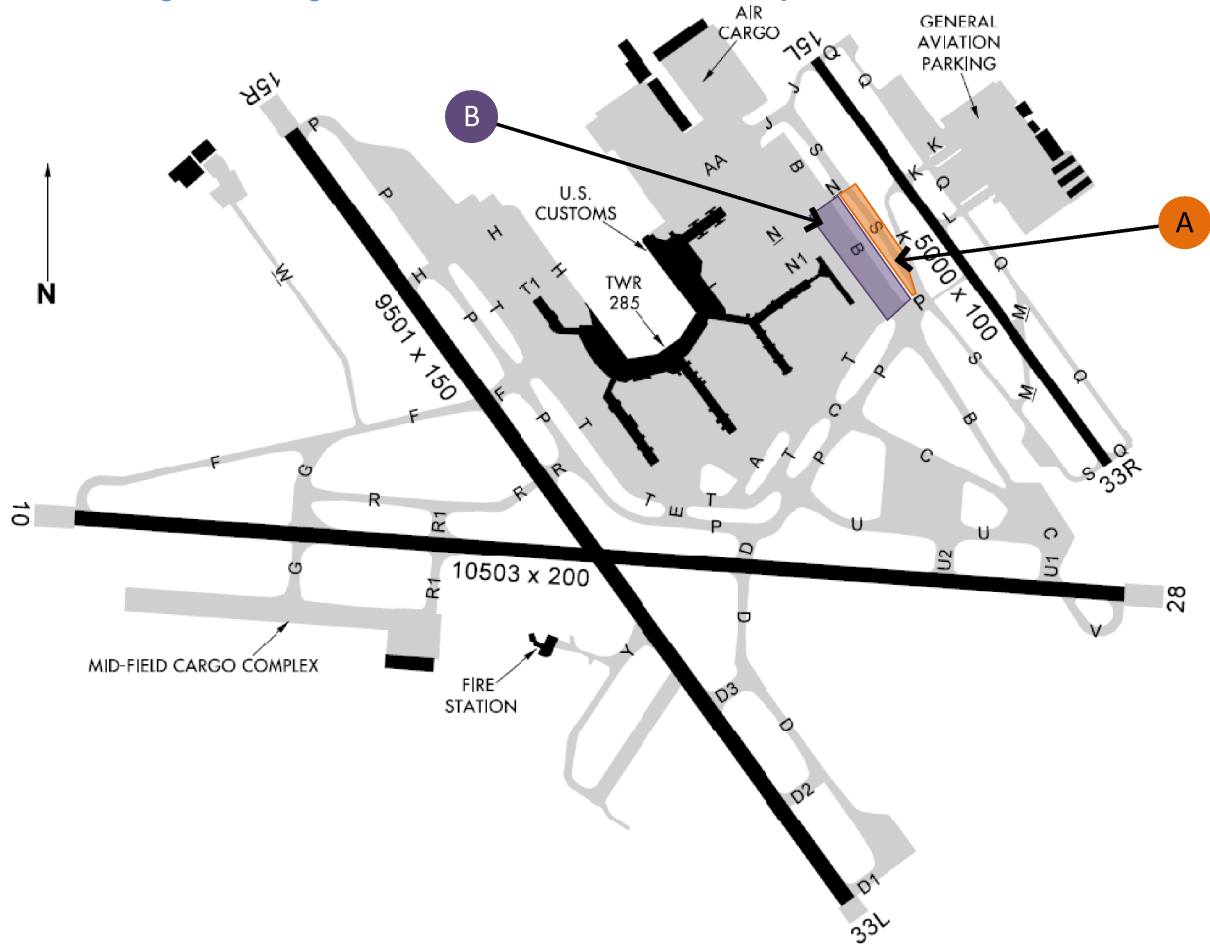 AIR
CARGO
GENERAL
AVIATION
PARKING
15L
Q
Q
15R
J
B
P
J
S
K
AA
B
K
Q
N
P
U.S.
CUSTOMS
L
A
S
H
N
K
B
W
H
N1
Q
5000 x 100
H
TWR
285
T1
N
P
T
P
M
9501 x 150
S
T
P
Q
E
M
F
C
P
T
B
F
G
R
A
T
P
C
Q
S
33R
R
R
T
E
T
P
U
U
C
10
R1
D
U2
U1
G
10503 x 200
R1
28
D
V
MID-FIELD CARGO COMPLEX
Y
FIRE
STATION
D3
D
D2
D1
33L